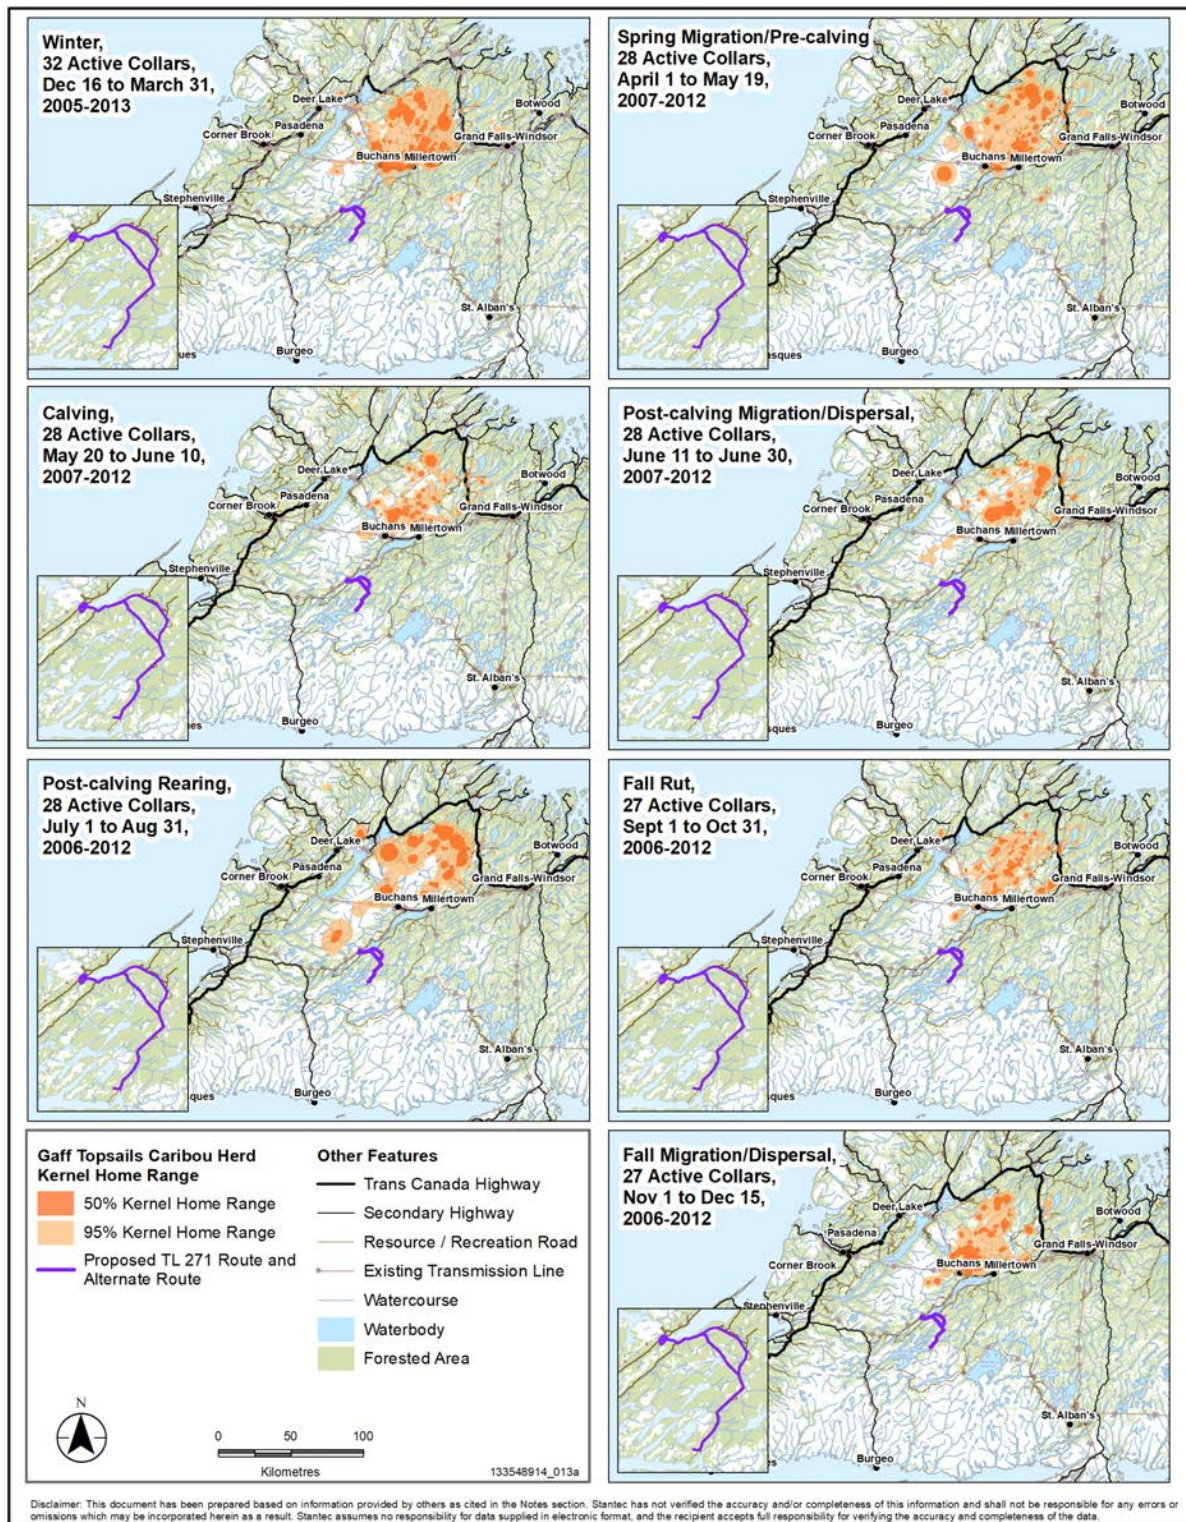 Winter,
32 Active Collars,
Dec 16 to March 31,
2005-2013
Deer Lake
Botwood
Pasadena
Corner Brook
Grand Falls-Windsor
Buchans Millertown
Stephenville
St. Alban's
ues
Burgeo
Spring Migration/Pre-calving
28 Active Collars,
April 1 to May 19,
2007-2012
Deer Lake
Botwood
Pasadena
Corner Brook
Grand Falls-Windsor
Buchans Millertown
Stephenville
St. Alban's
asques
Burgeo
Calving,
28 Active Collars,
May 20 to June 10,
2007-2012
Deer Lake
Botwood
Pasadena
Corner Brook
Grand Falls-Windsor
Buchans Millertown
Stephenville
St. Alban's
ues
Burgeo
Post-calving Migration/Dispersal,
28 Active Collars,
June 11 to June 30,
2007-2012
Deer Lake
Botwood
Pasadena
Corner Brook
Grand Falls-Windsor
Buchans Millertown
Stephenville
St. Alban's
sques
Burgeo
Post-calving Rearing,
28 Active Collars,
July 1 to Aug 31,
2006-2012
Deer Lake
Botwood
Pasadena
Corner Brook
Grand Falls-Windsor
Buchans Millertown
Stephenville
St. Alban's
ques
Burgeo
Fall Rut,
27 Active Collars,
Sept 1 to Oct 31,
2006-2012
Deer Lake
Botwood
Pasadena
Corner Brook
Grand Falls-Windsor
Buchans Millertown
Stephenville
St. Alban's
sques
Burgeo
Gaff Topsails Caribou Herd
Kernel Home Range
50% Kernel Home Range
95% Kernel Home Range
Proposed TL 271 Route and
Alternate Route
Other Features
Trans Canada Highway
Secondary Highway
Resource / Recreation Road
Existing Transmission Line
Watercourse
Waterbody
Forested Area
N
0 50 100
Kilometres
133548914_013a
Fall Migration/Dispersal,
27 Active Collars,
Nov 1 to Dec 15,
2006-2012
Deer Lake
Botwood
Pasadena
Grand Falls-Windsor
Corner Brook
Buchans Millertown
Stephenville
St. Alban's
Burgeo
Disclaimer: This document has been prepared based on information provided by others as cited in the Notes section. Stantec has not verified the accuracy and/or completeness of this information and shall not be responsible for any errors or
omissions which may be incorporated herein as a result. Stantec assumes no responsibility for data supplied in electronic format, and the recipient accepts full responsibility for verifying the accuracy and completeness of the data.